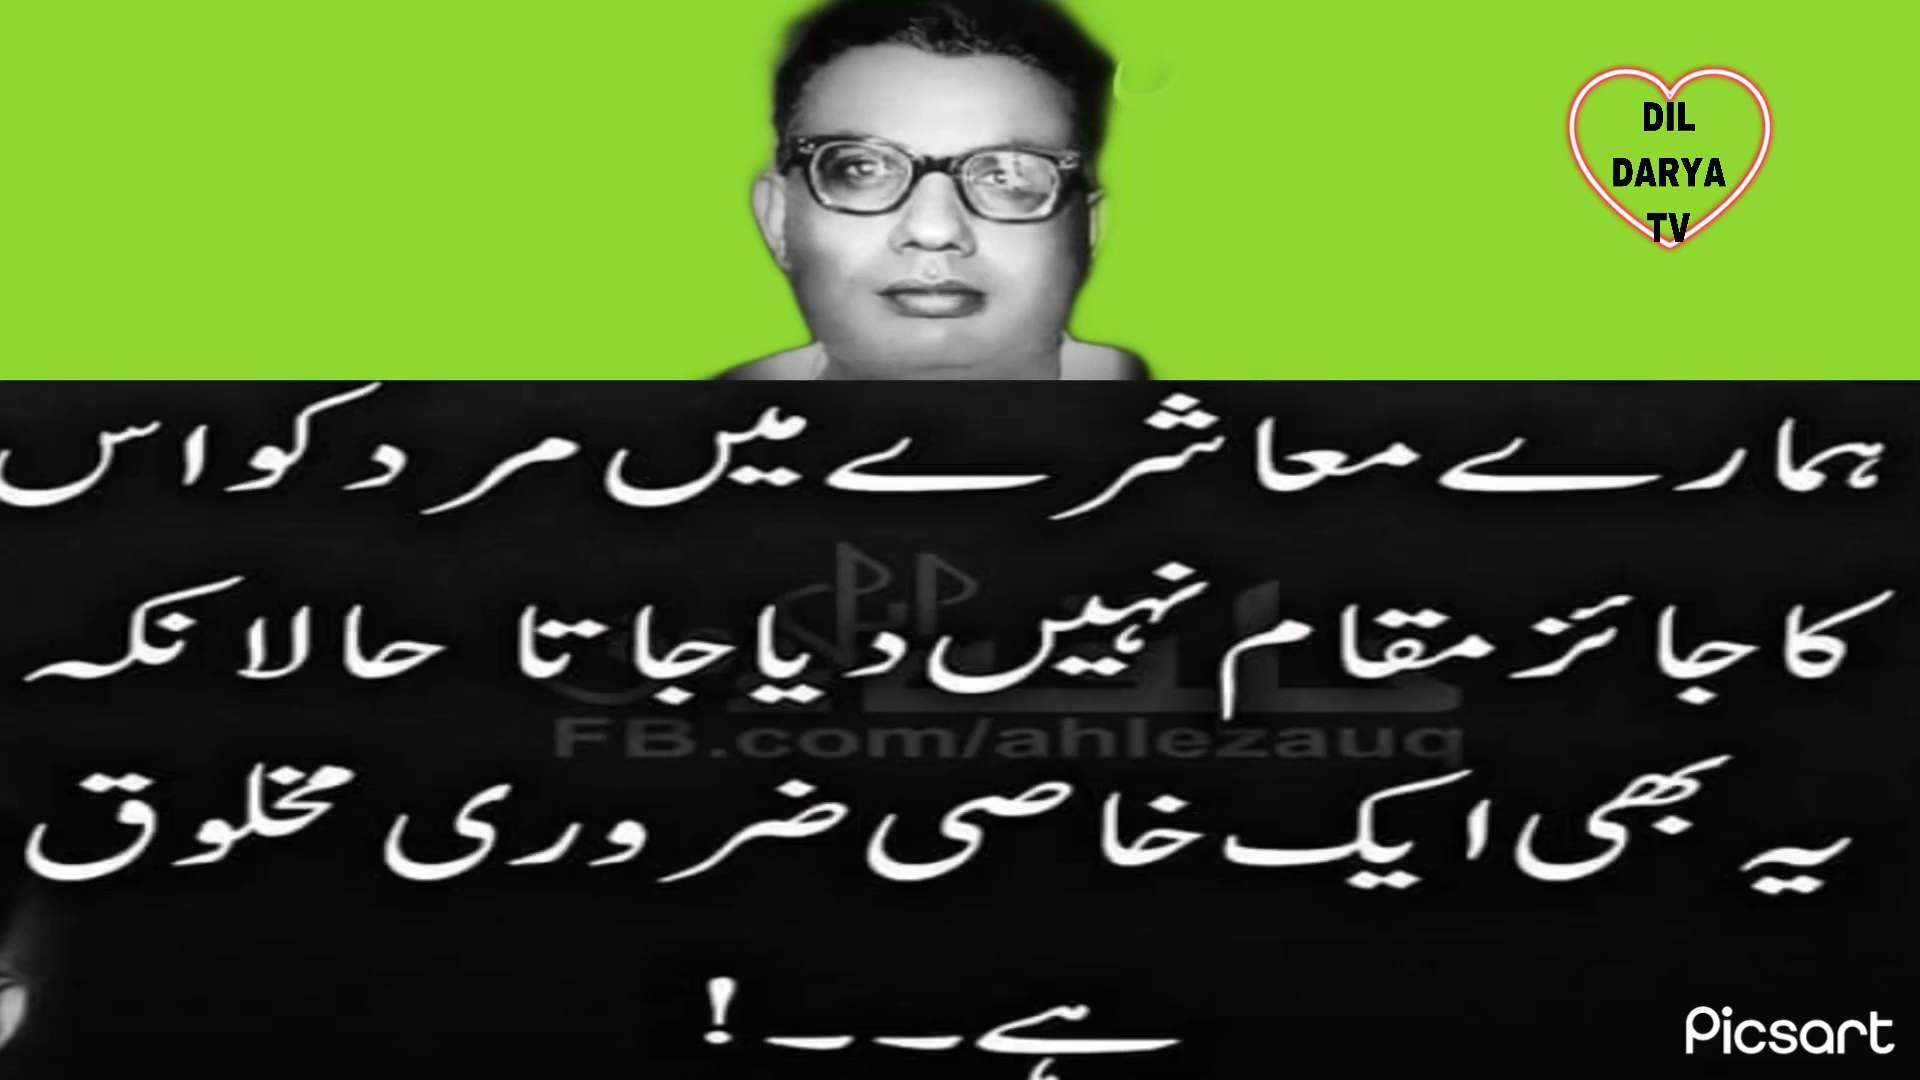 DIL
DARYA
TV
ہمارے معاشرے میں مرد کو اس
کا جائز مقام نہیں دیا جاتا حالانکہ
FB.com/ahlezauq
یہ بھی ایک خاصی ضروری مخلوق
ہے۔۔!
Picsart